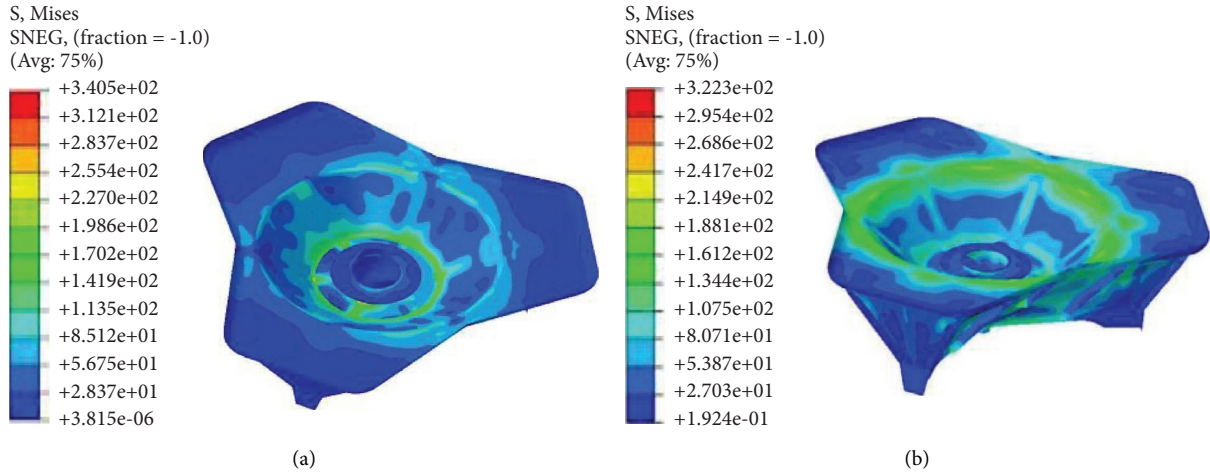 S, Mises
SNEG, (fraction = -1.0)
(Avg: 75%)
+3.405e+02
+3.121e+02
+2.837e+02
+2.554e+02
+2.270e+02
+1.986e+02
+1.702e+02
+1.419e+02
+1.135e+02
+8.512e+01
+5.675e+01
+2.837e+01
+3.815e-06
(a)
S, Mises
SNEG, (fraction = -1.0)
(Avg: 75%)
+3.223e+02
+2.954e+02
+2.686e+02
+2.417e+02
+2.149e+02
+1.881e+02
+1.612e+02
+1.344e+02
+1.075e+02
+8.071e+01
+5.387e+01
+2.703e+01
+1.924e-01
(b)